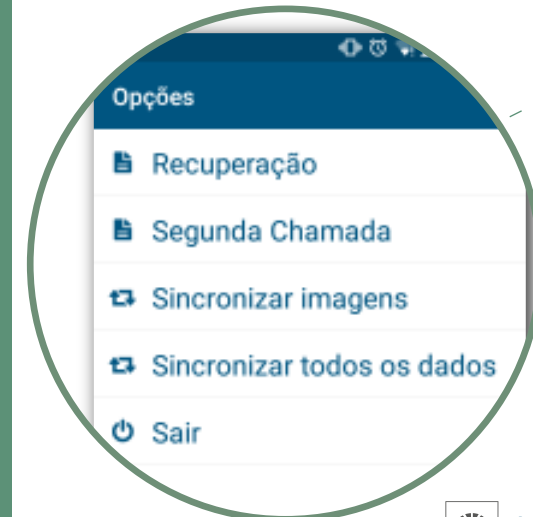 Opções
Recuperação
Segunda Chamada
Sincronizar imagens
Sincronizar todos os dados
Sair